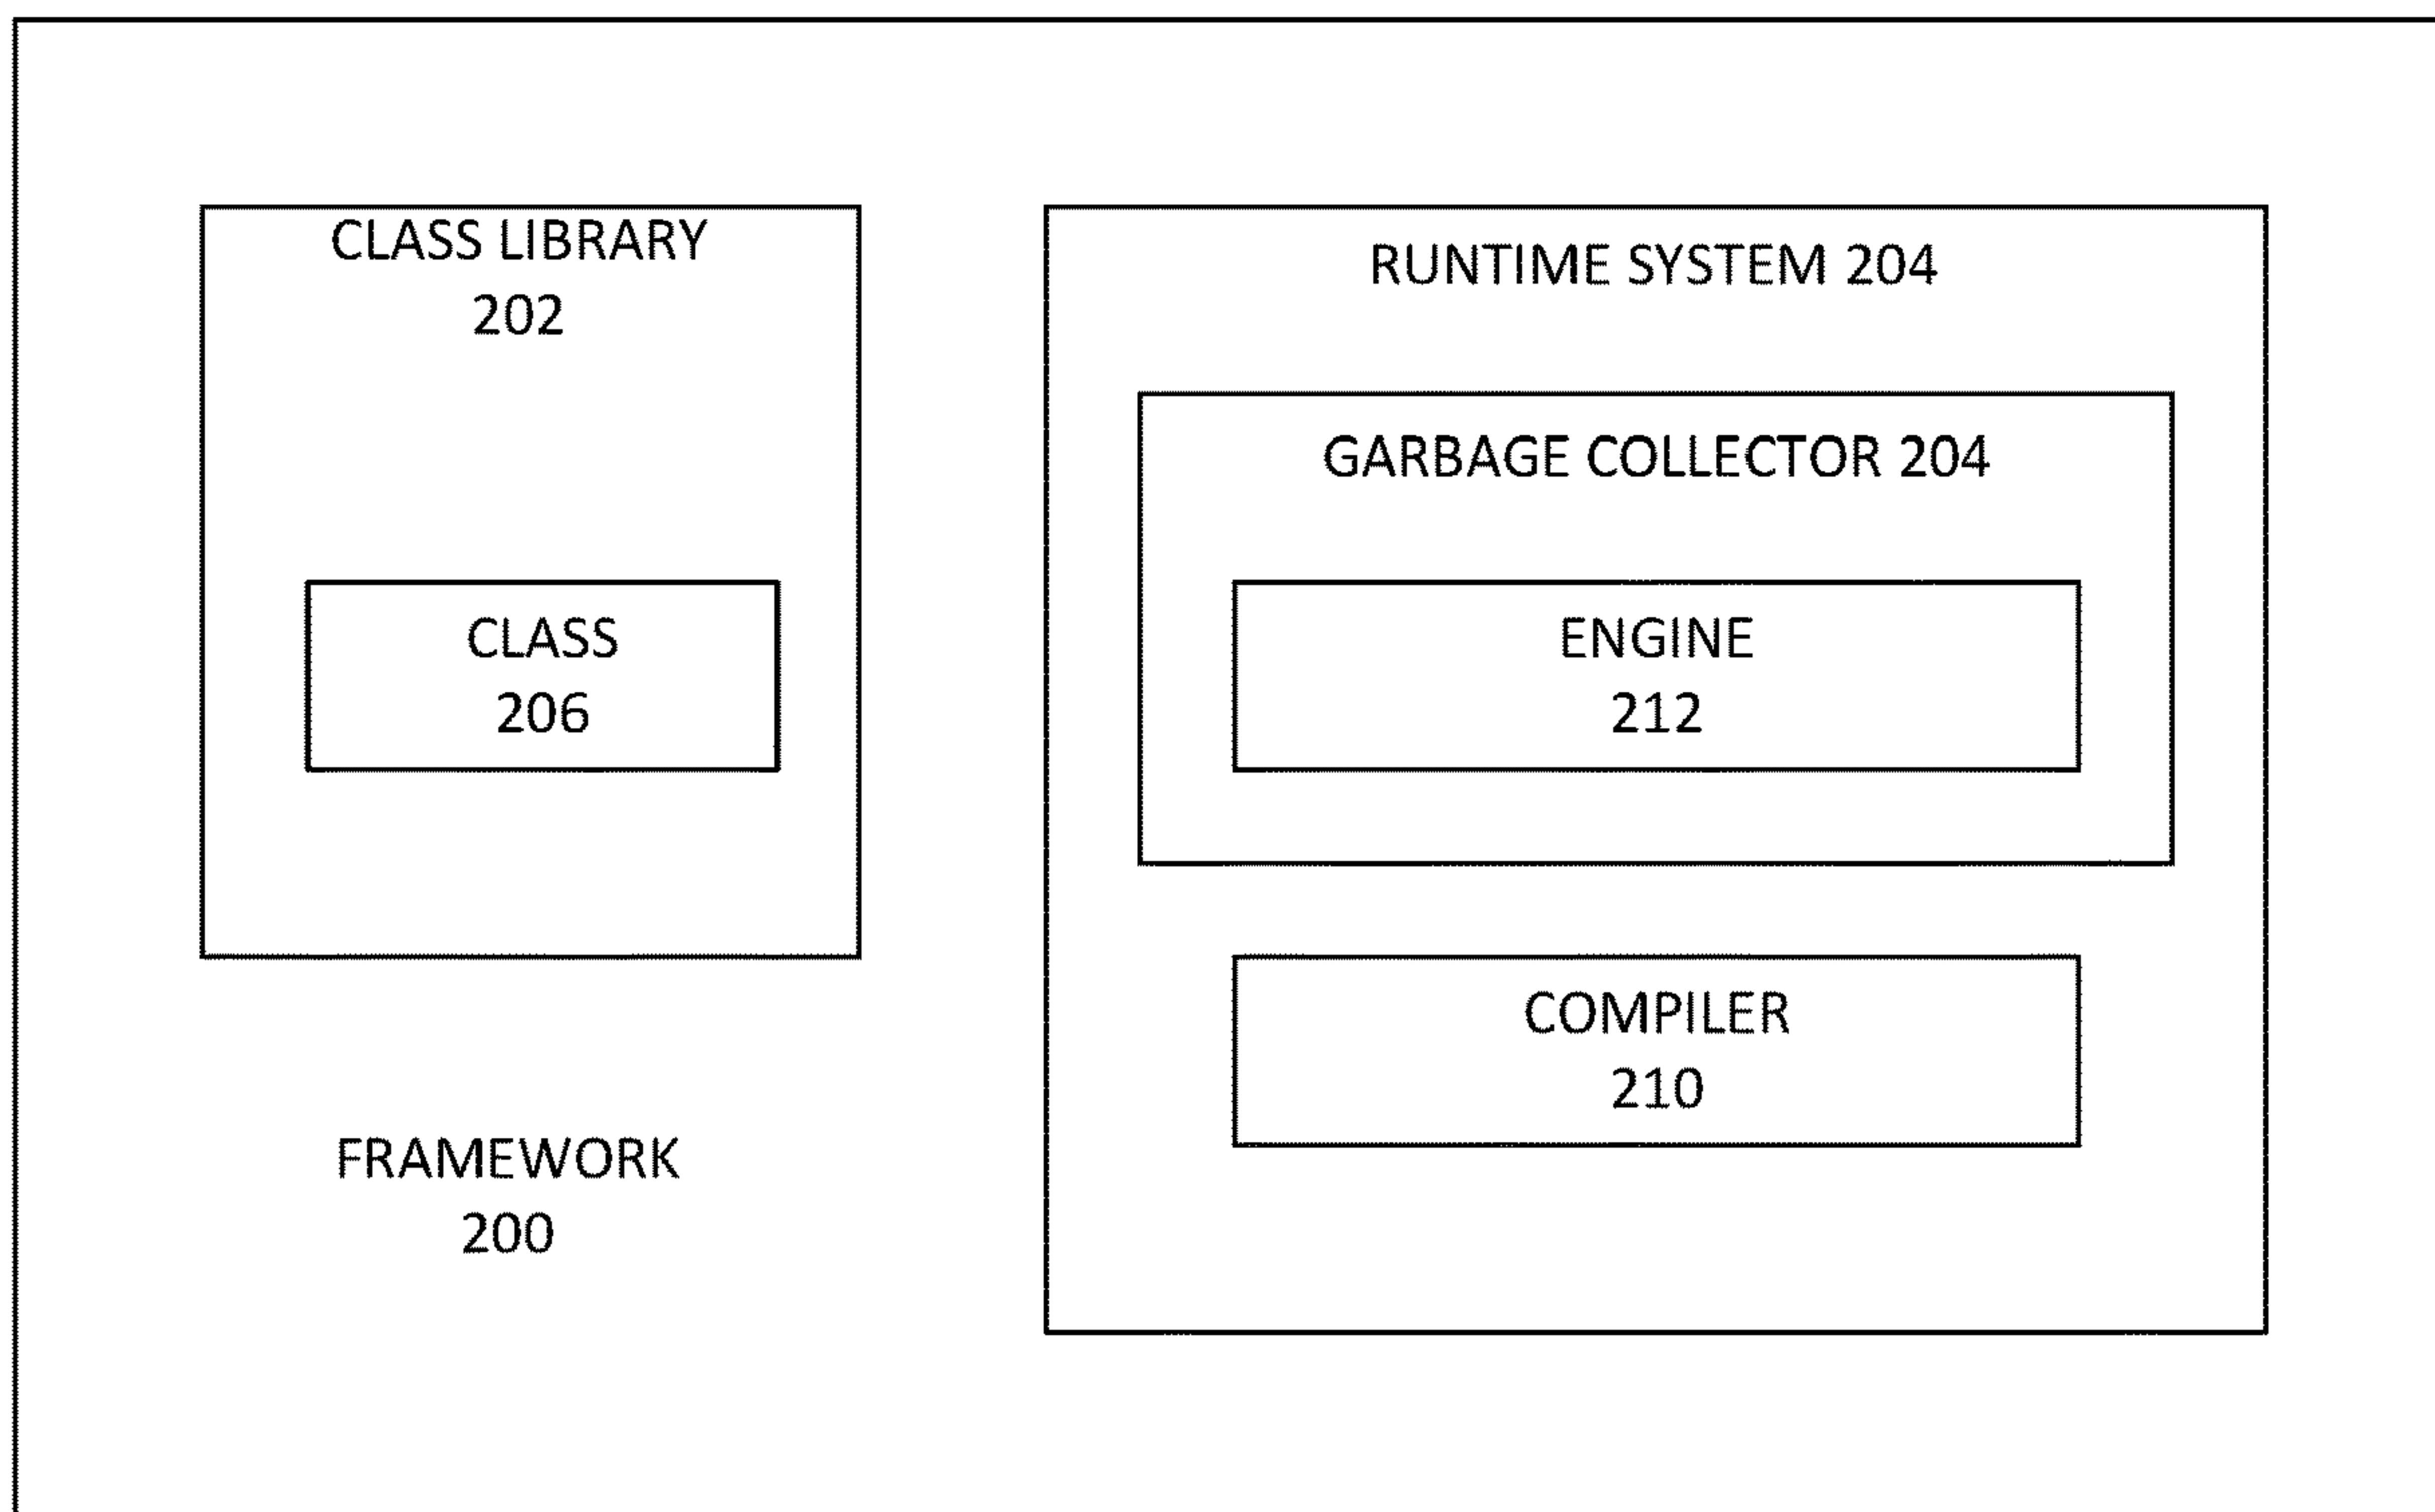 CLASS LIBRARY
202
CLASS
206
FRAMEWORK
200
RUNTIME SYSTEM 204
GARBAGE COLLECTOR 204
ENGINE
212
COMPILER
210